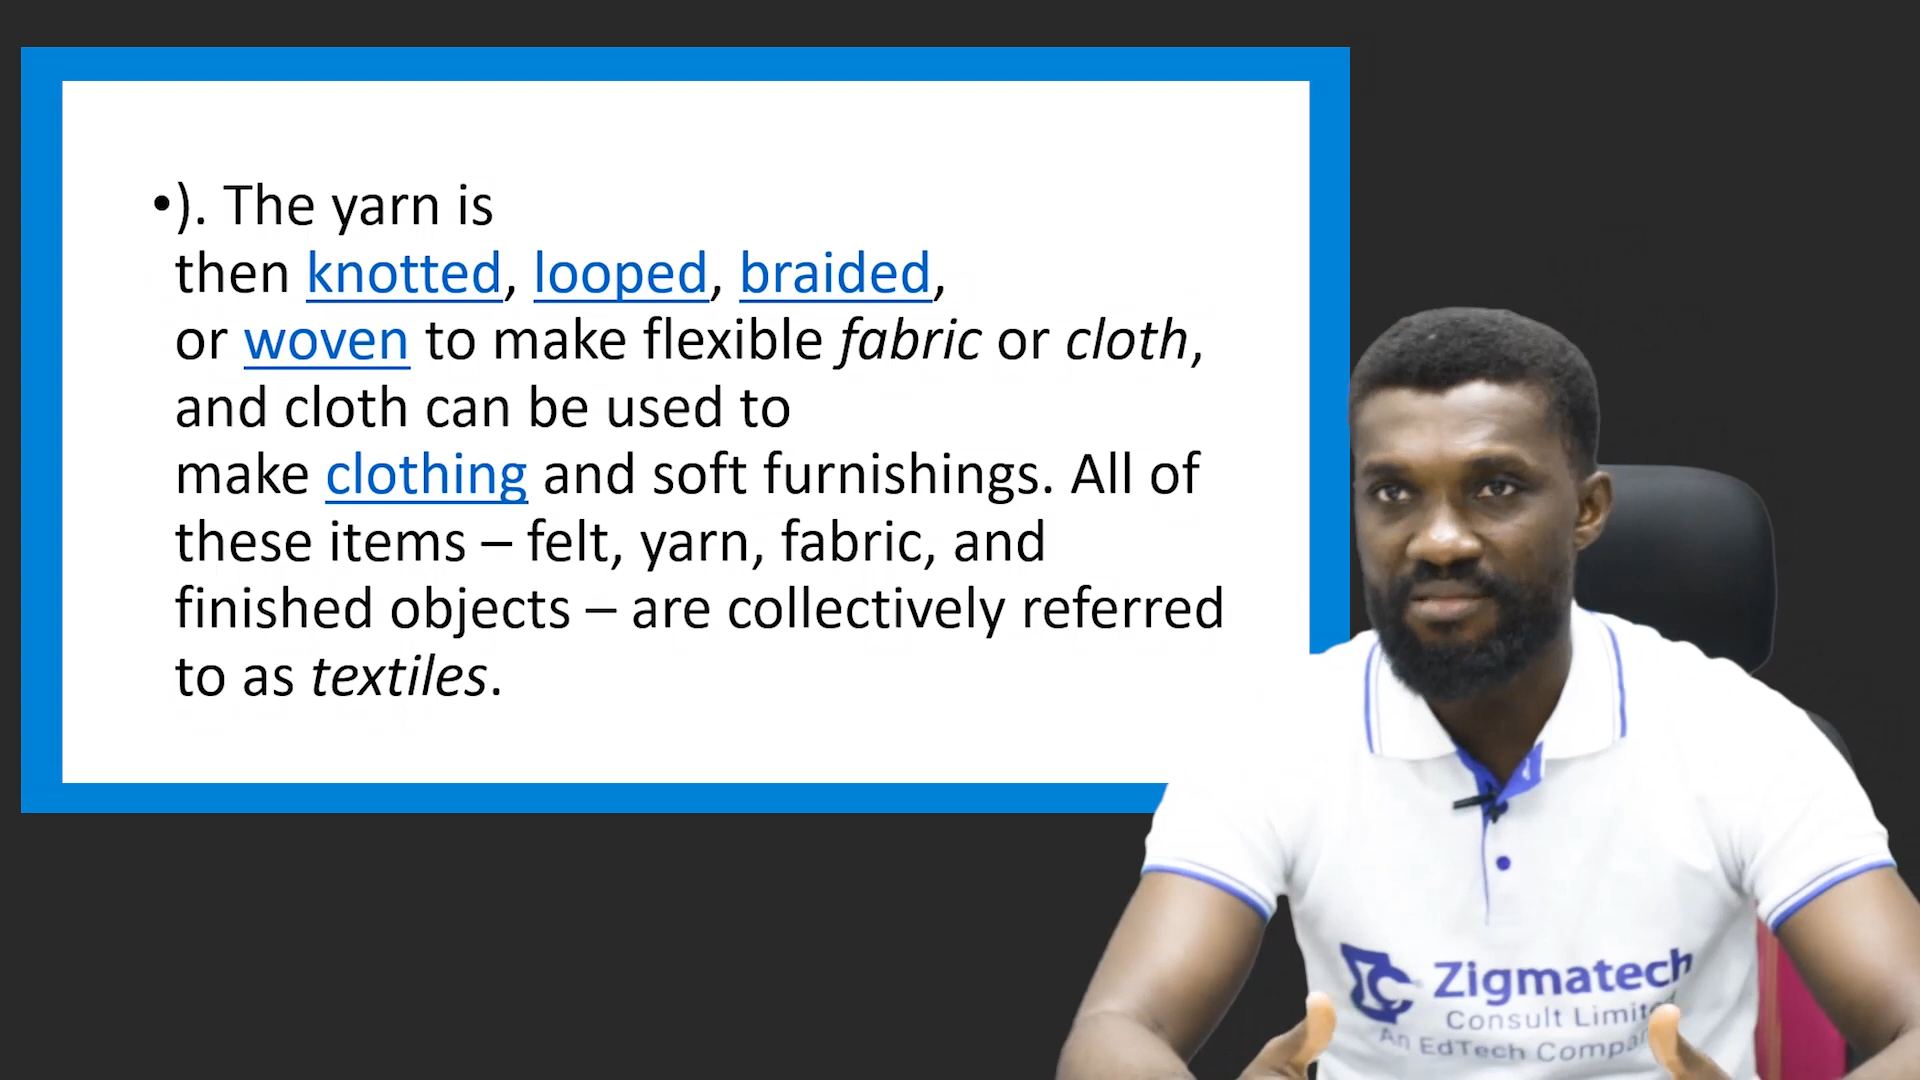 •). The yarn is
then knotted, looped, braided,
or woven to make flexible fabric or cloth,
and cloth can be used to
make clothing and soft furnishings. All of
these items – felt, yarn, fabric, and
finished objects – are collectively referred
to as textiles.
Zigmatech
Consult
An EdTech